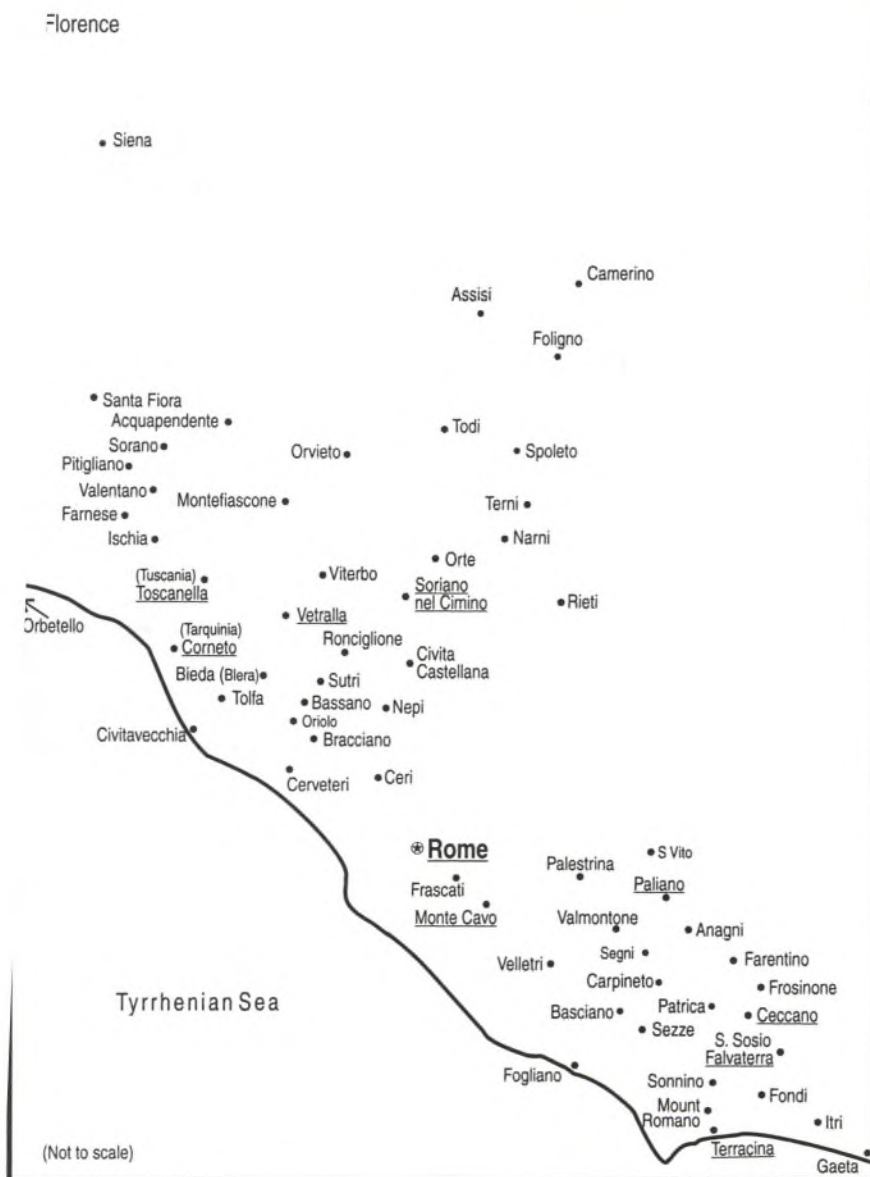 Florence
Siena
Camerino
Assisi
Foligno
Santa Fiora
Acquapendente
Todi
Sorano
Orvieto
Spoleto
Pitigliano
Valentano
Montefiascone
Terni
Farnese
Ischia
Narni
Orte
(Tuscania)
Toscanella
Viterbo
Soriano
nel Cimino
Rieti
Orbetello
Vetralla
(Tarquinia)
Corneto
Ronciglione
Civita
Castellana
Bieda (Blera)
Sutri
Tolfa
Bassano
Nepi
Oriolo
Civitavecchia
Bracciano
Cerveteri
Ceri
Rome
S Vito
Palestrina
Frascati
Paliano
Monte Cavo
Valmontone
Anagni
Segni
Velletri
Farentino
Carpineto
Frosinone
Tyrrhenian Sea
Basciano
Patrica
Ceccano
Sezze
S. Sosio
Falvaterra
Fogliano
Sonnino
Fondi
Mount
Romano
Itri
Terracina
(Not to scale)
Gaeta